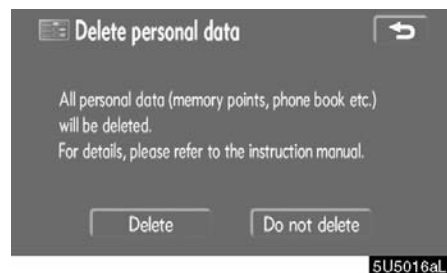 Delete personal data
All personal data (memory points, phone book etc.)
will be deleted.
For details, please refer to the instruction manual.
Delete Do not delete
5U5016aL